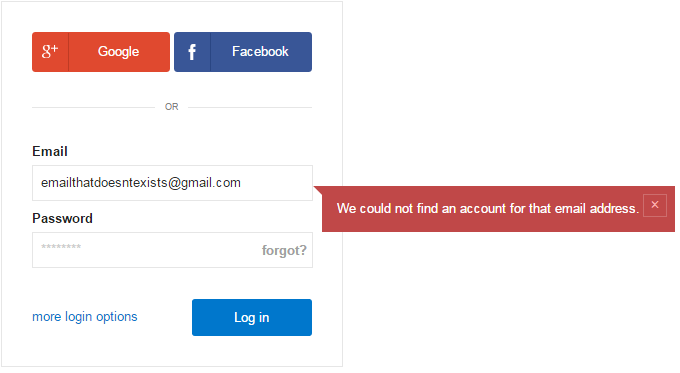 g+ Google
f Facebook
OR
Email
emailthatdoesntexists@gmail.com
We could not find an account for that email address. ×
Password
******** forgot?
more login options
Log in